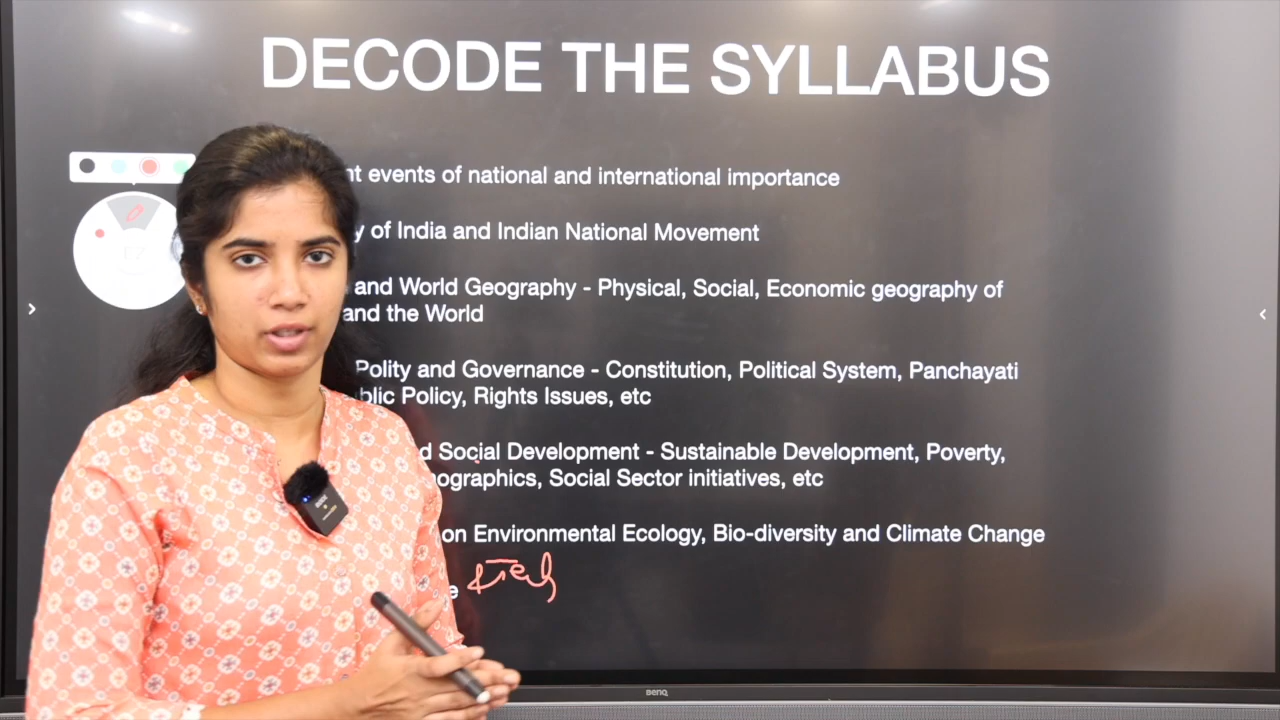 DECODE THE SYLLABUS
nt events of national and international importance
y of India and Indian National Movement
and World Geography - Physical, Social, Economic geography of
and the World
Polity and Governance - Constitution, Political System, Panchayati
blic Policy, Rights Issues, etc
d Social Development - Sustainable Development, Poverty,
ographics, Social Sector initiatives, etc
on Environmental Ecology, Bio-diversity and Climate Change
e
BenQ